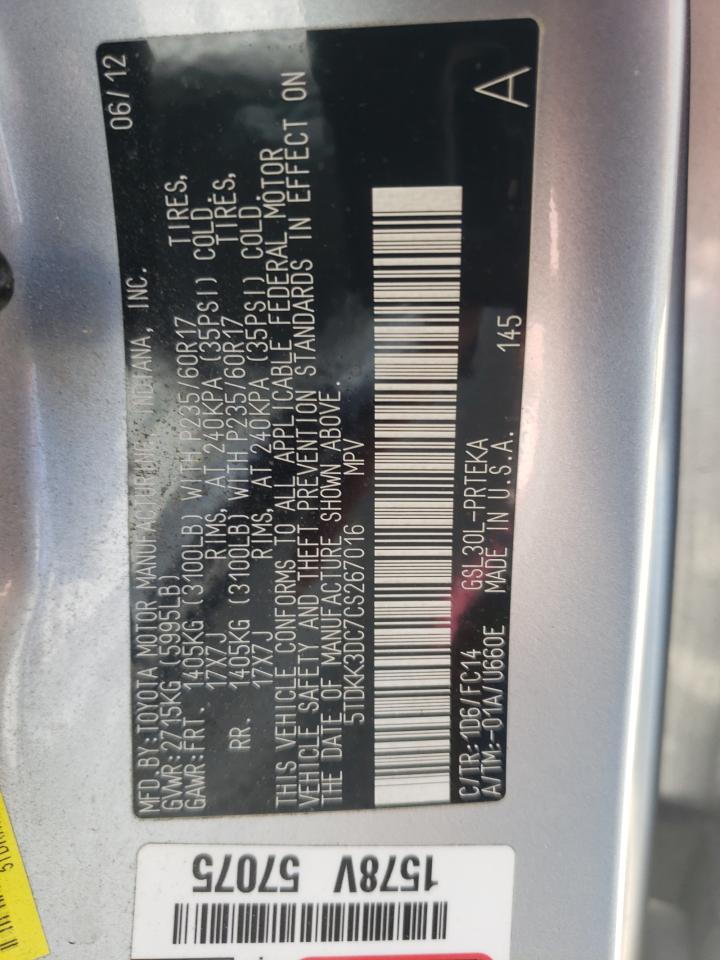 MFD.BY:TOYOTA MOTOR MANUFACTURING, INDIANA, INC. 06/12
GVWR:2715KG (5995LB)
GAWR:FRT. 1405KG (3100LB) WITH P235/60R17 TIRES,
17X7J RIMS, AT 240KPA (35PSI) COLD.
RR. 1405KG (3100LB) WITH P235/60R17 TIRES,
17X7J RIMS, AT 240KPA (35PSI) COLD.
THIS VEHICLE CONFORMS TO ALL APPLICABLE FEDERAL MOTOR
VEHICLE SAFETY AND THEFT PREVENTION STANDARDS IN EFFECT ON
THE DATE OF MANUFACTURE SHOWN ABOVE.
5TDKK3DC7CS267016 MPV
C/TR:1D6/FC14 GSL30L-PRTEKA
A/TM:-01A/U660E MADE IN U.S.A. 145 A
1578V 57075